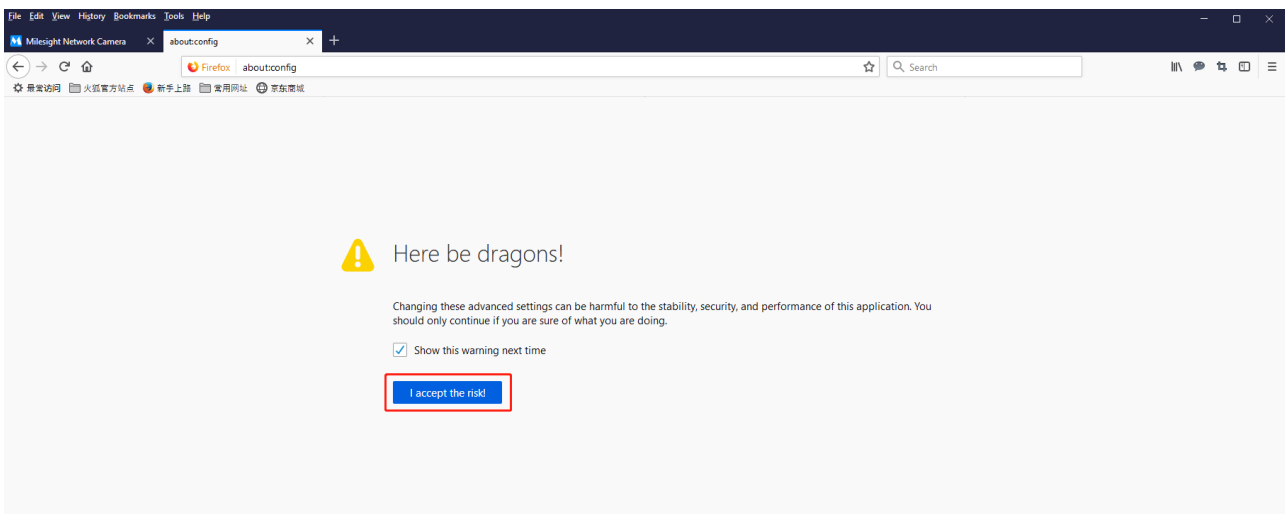 File Edit View History Bookmarks Tools Help
Milesight Network Camera
about:config
Firefox about:config
Search
最常访问 火狐官方站点 新手上路 常用网址 京东商城
Here be dragons!
Changing these advanced settings can be harmful to the stability, security, and performance of this application. You
should only continue if you are sure of what you are doing.
Show this warning next time
I accept the risk!